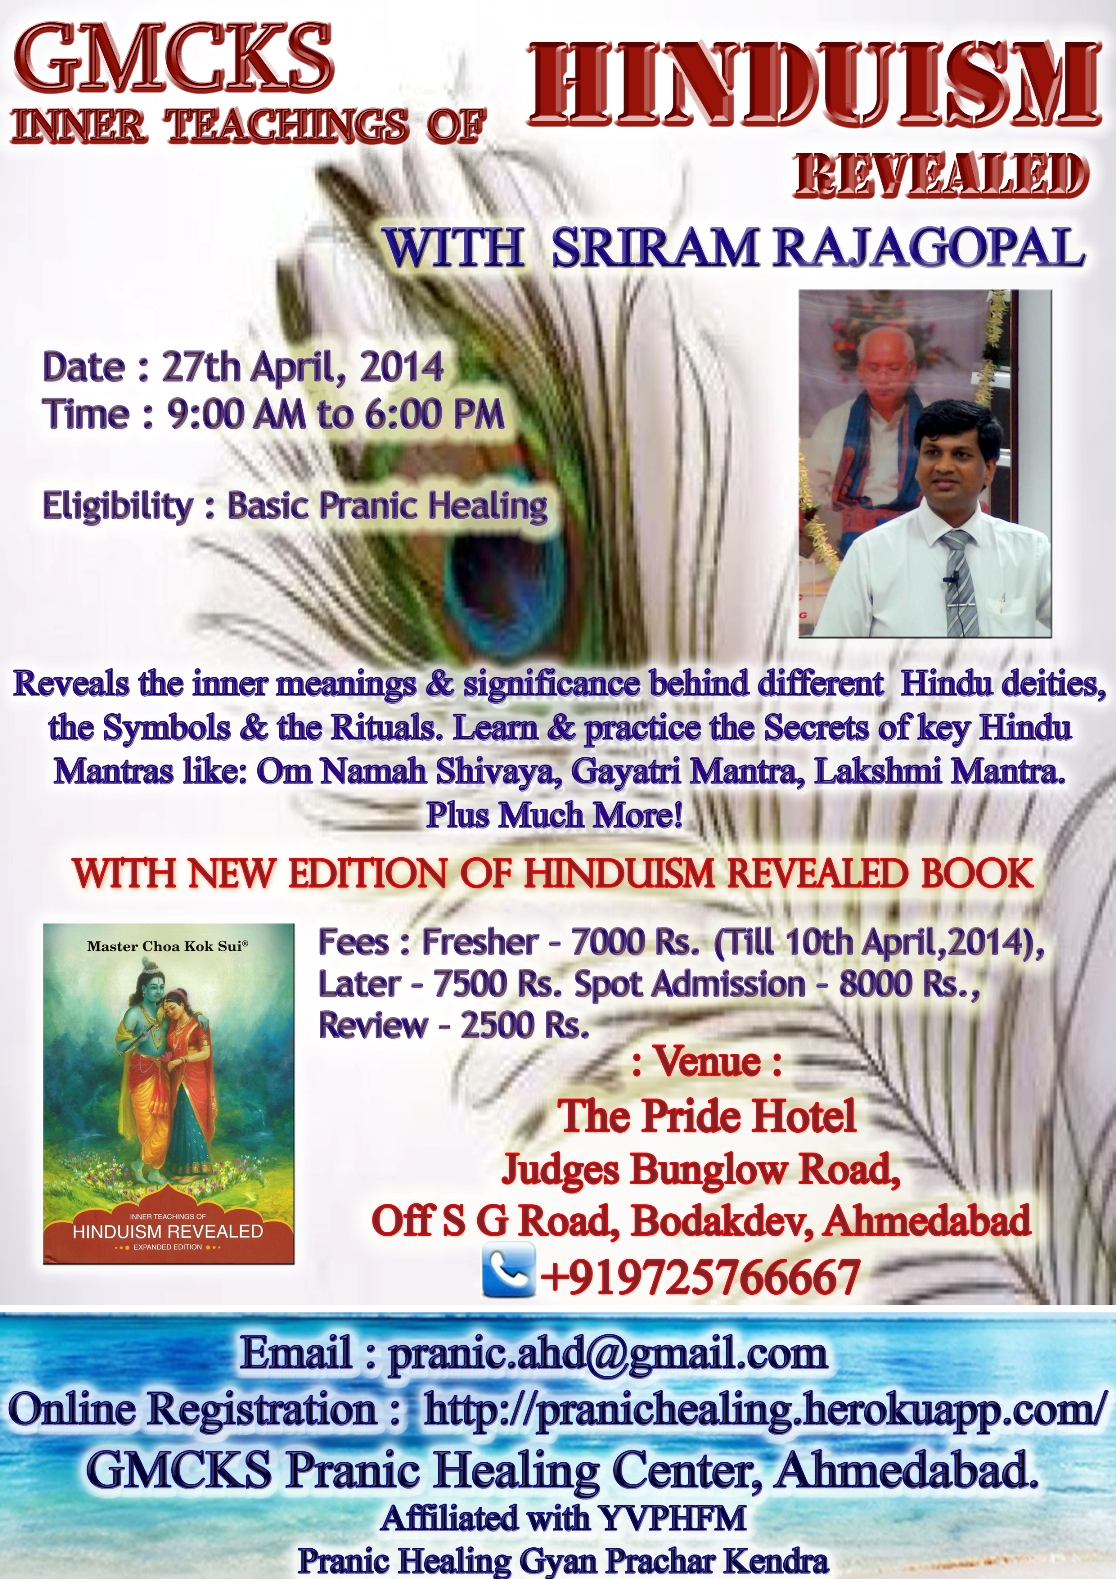 GMCKS
INNER TEACHINGS OF
HINDUISM
REVEALED
WITH SRIRAM RAJAGOPAL
Date : 27th April, 2014
Time : 9:00 AM to 6:00 PM
Eligibility : Basic Pranic Healing
Reveals the inner meanings & significance behind different Hindu deities,
the Symbols & the Rituals. Learn & practice the Secrets of key Hindu
Mantras like: Om Namah Shivaya, Gayatri Mantra, Lakshmi Mantra.
Plus Much More!
WITH NEW EDITION OF HINDUISM REVEALED BOOK
Master Choa Kok Sui®
INNER TEACHINGS OF
HINDUISM REVEALED
EXPANDED EDITION
Fees : Fresher - 7000 Rs. (Till 10th April,2014),
Later - 7500 Rs. Spot Admission - 8000 Rs.,
Review - 2500 Rs.
: Venue :
The Pride Hotel
Judges Bunglow Road,
Off S G Road, Bodakdev, Ahmedabad
+919725766667
Email : pranic.ahd@gmail.com
Online Registration : http://pranichealing.herokuapp.com/
GMCKS Pranic Healing Center, Ahmedabad.
Affiliated with YVPHFM
Pranic Healing Gyan Prachar Kendra